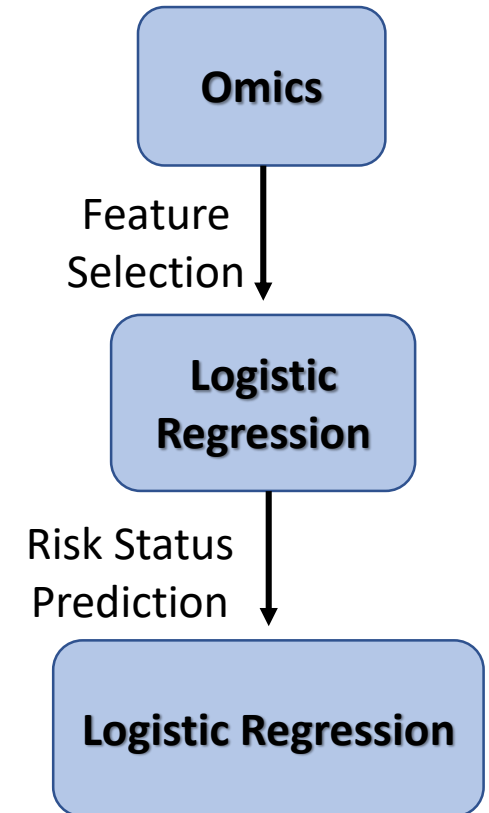 Omics
Feature
Selection
Logistic
Regression
Risk Status
Prediction
Logistic Regression